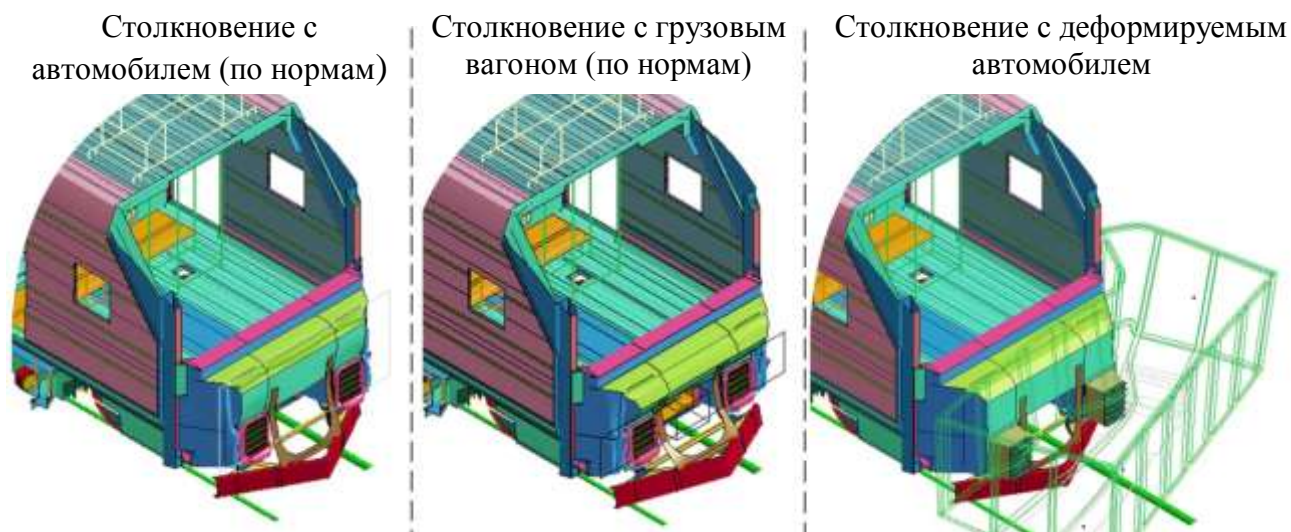 Столкновение с
автомобилем (по нормам)
Столкновение с грузовым
вагоном (по нормам)
Столкновение с деформируемым
автомобилем